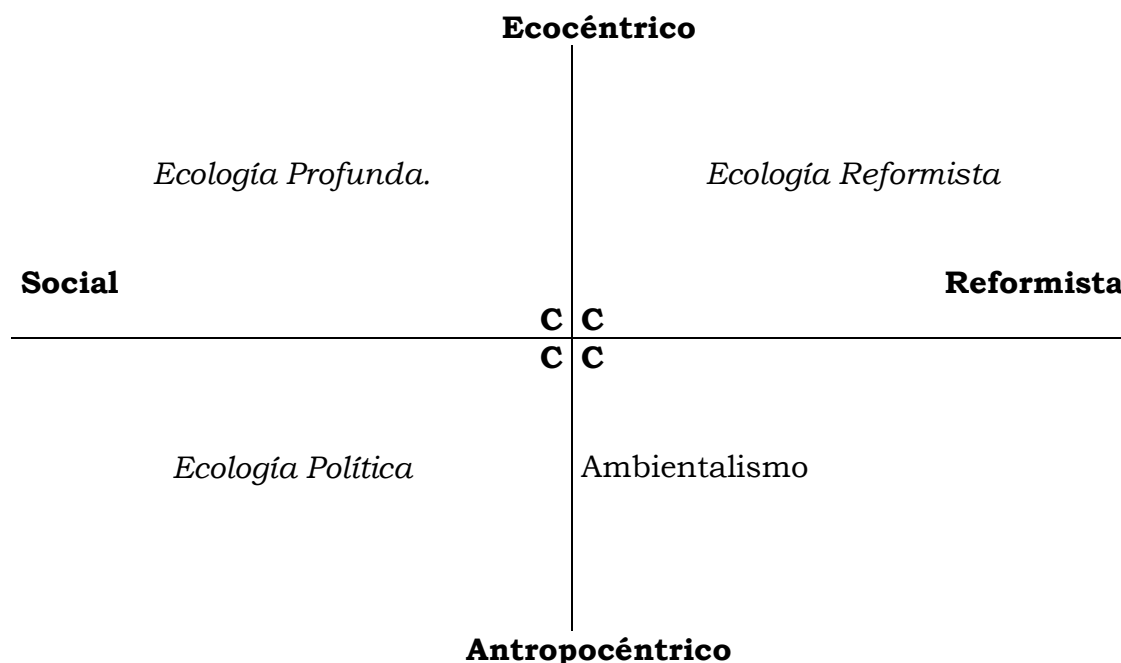 Ecocéntrico
Ecología Profunda.
Ecología Reformista
Social
Reformista
C C
C C
Ecología Política
Ambientalismo
Antropocéntrico